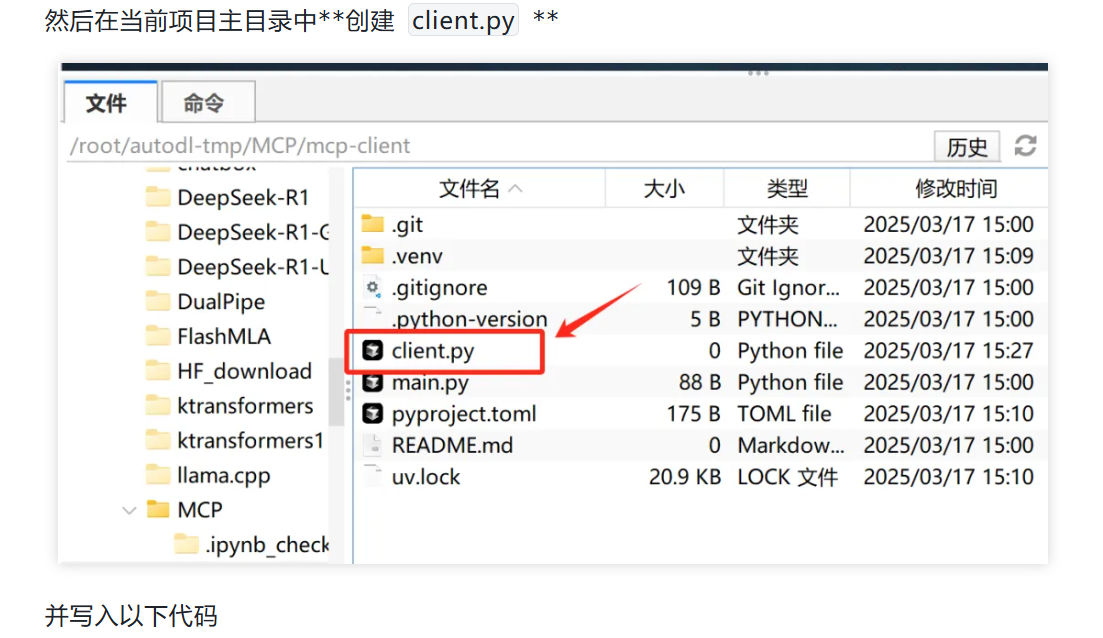 然后在当前项目主目录中**创建 client.py **
文件 命令
/root/autodl-tmp/MCP/mcp-client 历史
文件名 大小 类型 修改时间
DeepSeek-R1
DeepSeek-R1-
DeepSeek-R1-
DualPipe
FlashMLA
HF_download
ktransformers
ktransformers1
llama.cpp
MCP
.ipynb_check
.git 文件夹 2025/03/17 15:00
.venv 文件夹 2025/03/17 15:09
.gitignore 109 B Git Ignor... 2025/03/17 15:00
.python-version 5 B PYTHON... 2025/03/17 15:00
client.py 0 Python file 2025/03/17 15:27
main.py 88 B Python file 2025/03/17 15:00
pyproject.toml 175 B TOML file 2025/03/17 15:10
README.md 0 Markdow... 2025/03/17 15:00
uv.lock 20.9 KB LOCK 文件 2025/03/17 15:10
并写入以下代码